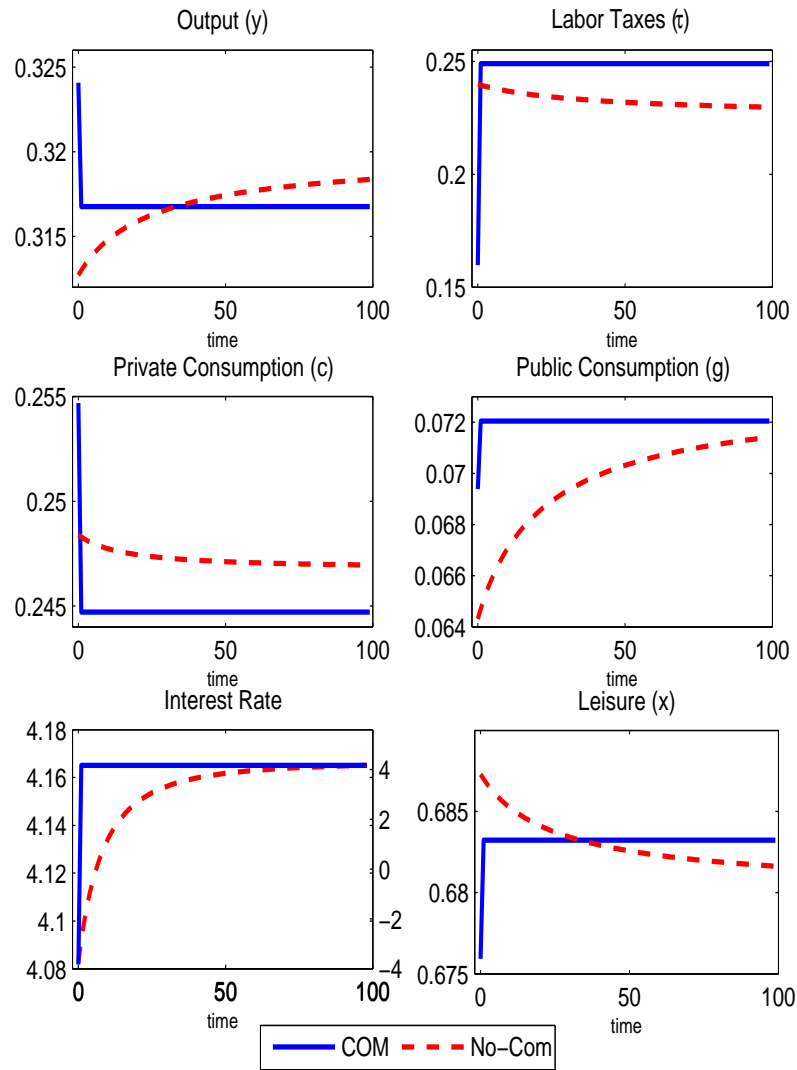 Output (y)
0.325
0.32
0.315
0 50 100
time
Labor Taxes (τ)
0.25
0.2
0.15
0 50 100
time
Private Consumption (c)
0.255
0.25
0.245
0 50 100
time
Public Consumption (g)
0.072
0.07
0.068
0.066
0.064
0 50 100
time
Interest Rate
4.18
4.16
4.14
4.12
4.1
4.08
4
2
0
−2
−4
0 50 100
time
Leisure (x)
0.685
0.68
0.675
0 50 100
time
COM No−Com